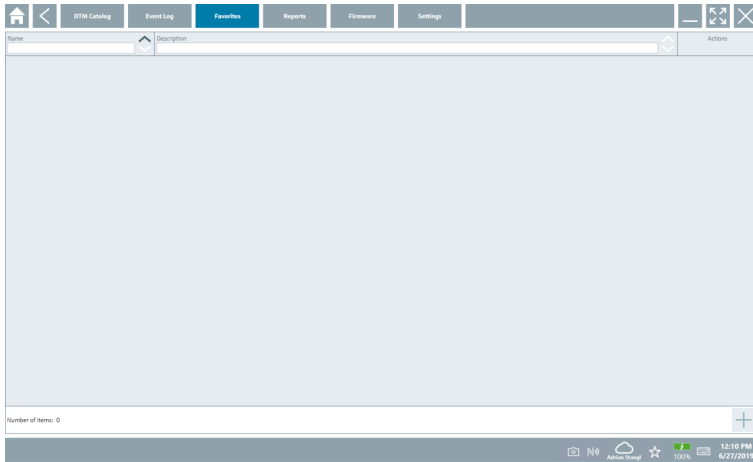 DTM Catalog Event Log Favorites Reports Firmware Settings
Name Description Actions
Number of Items: 0
Adrian Stangl 100% 12:10 PM
6/27/2019